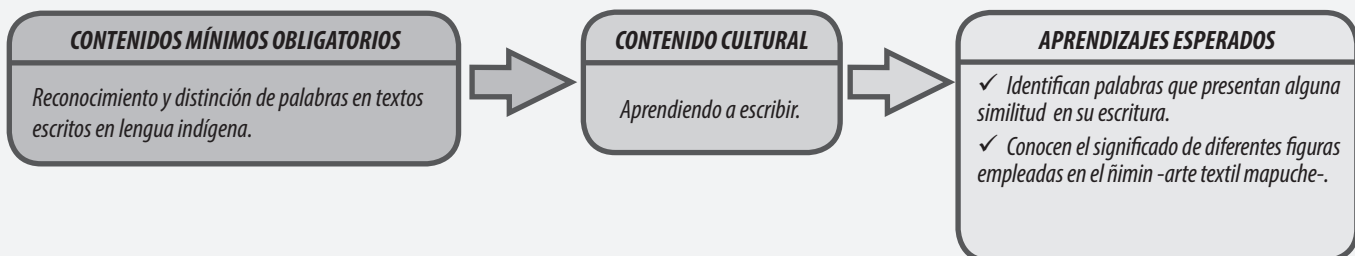 CONTENIDOS MÍNIMOS OBLIGATORIOS
Reconocimiento y distinción de palabras en textos
escritos en lengua indígena.
CONTENIDO CULTURAL
Aprendiendo a escribir.
APRENDIZAJES ESPERADOS
✓ Identifican palabras que presentan alguna
similitud en su escritura.
✓ Conocen el significado de diferentes figuras
empleadas en el ñimin -arte textil mapuche-.